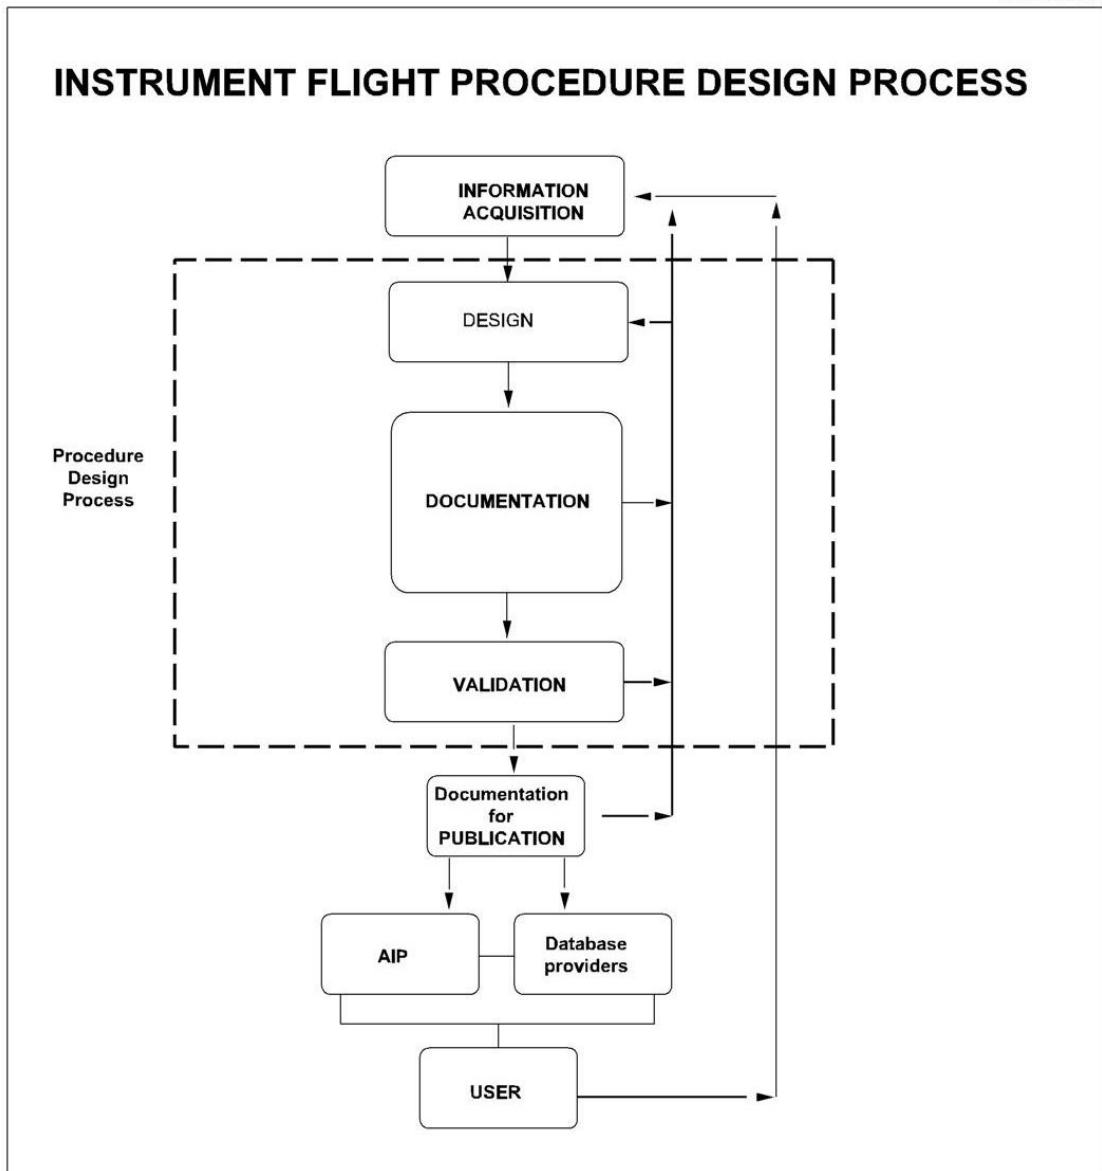 INSTRUMENT FLIGHT PROCEDURE DESIGN PROCESS
INFORMATION
ACQUISITION
DESIGN
DOCUMENTATION
Procedure
Design
Process
VALIDATION
Documentation
for
PUBLICATION
AIP
Database
providers
USER